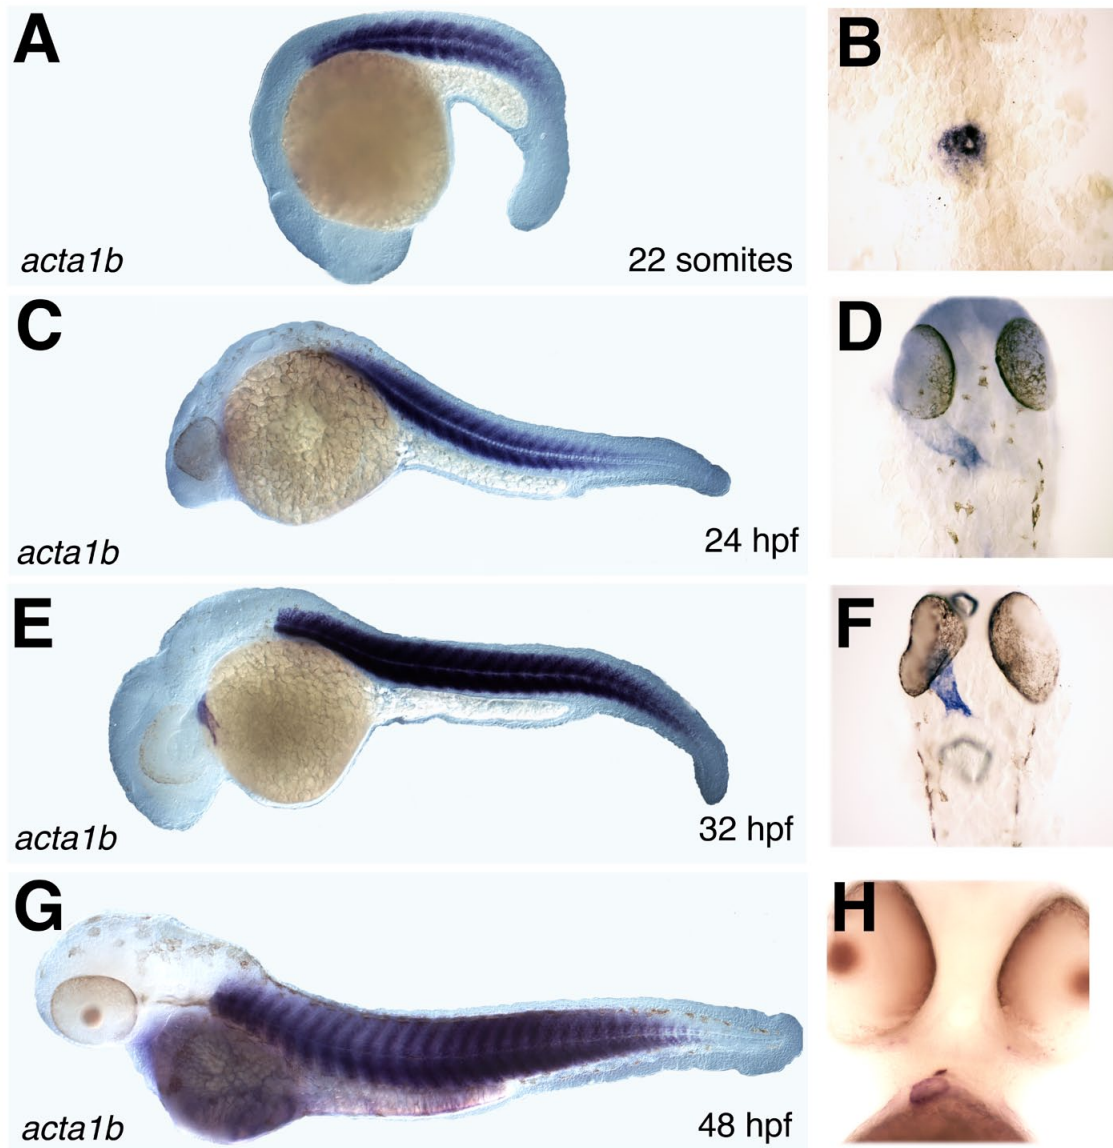 A
B
acta1b
22 somites
C
D
acta1b
24 hpf
E
F
acta1b
32 hpf
G
H
acta1b
48 hpf